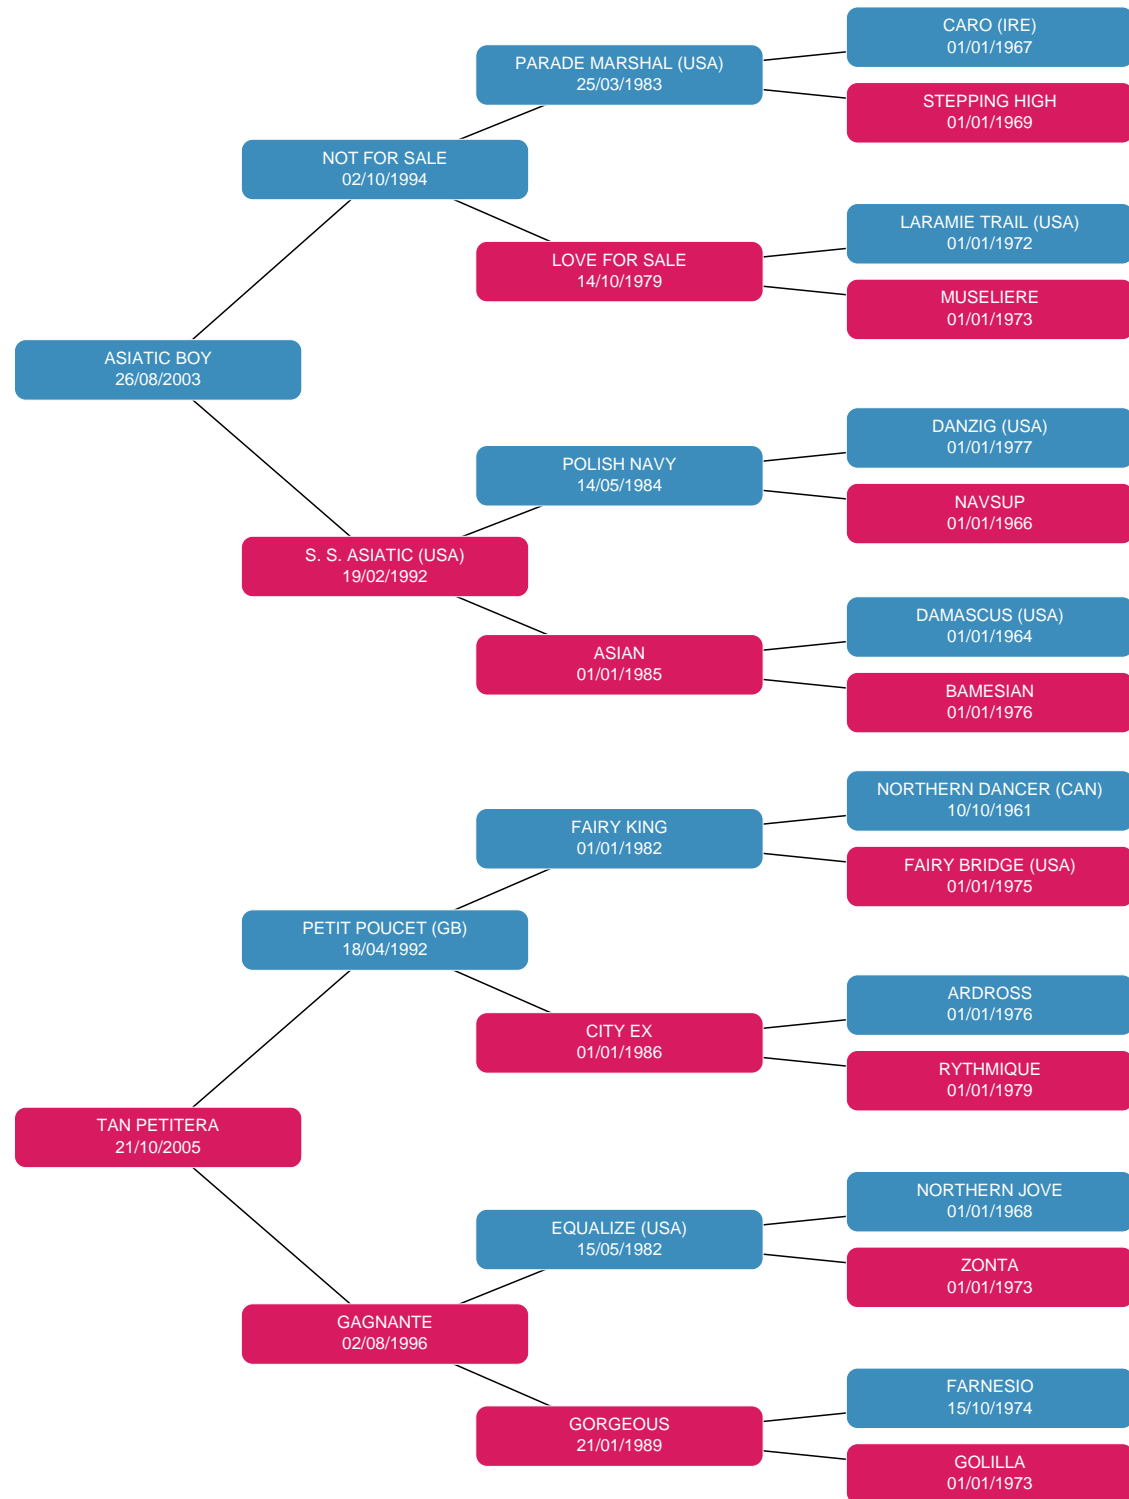 CARO (IRE)
01/01/1967
PARADE MARSHAL (USA)
25/03/1983
STEPPING HIGH
01/01/1969
NOT FOR SALE
02/10/1994
LARAMIE TRAIL (USA)
01/01/1972
LOVE FOR SALE
14/10/1979
MUSELIERE
01/01/1973
ASIATIC BOY
26/08/2003
DANZIG (USA)
01/01/1977
POLISH NAVY
14/05/1984
NAVSUP
01/01/1966
S. S. ASIATIC (USA)
19/02/1992
DAMASCUS (USA)
01/01/1964
ASIAN
01/01/1985
BAMESIAN
01/01/1976
NORTHERN DANCER (CAN)
10/10/1961
FAIRY KING
01/01/1982
FAIRY BRIDGE (USA)
01/01/1975
PETIT POUCET (GB)
18/04/1992
ARDROSS
01/01/1976
CITY EX
01/01/1986
RYTHMIQUE
01/01/1979
TAN PETITERA
21/10/2005
NORTHERN JOVE
01/01/1968
EQUALIZE (USA)
15/05/1982
ZONTA
01/01/1973
GAGNANTE
02/08/1996
FARNESIO
15/10/1974
GORGEOUS
21/01/1989
GOLILLA
01/01/1973